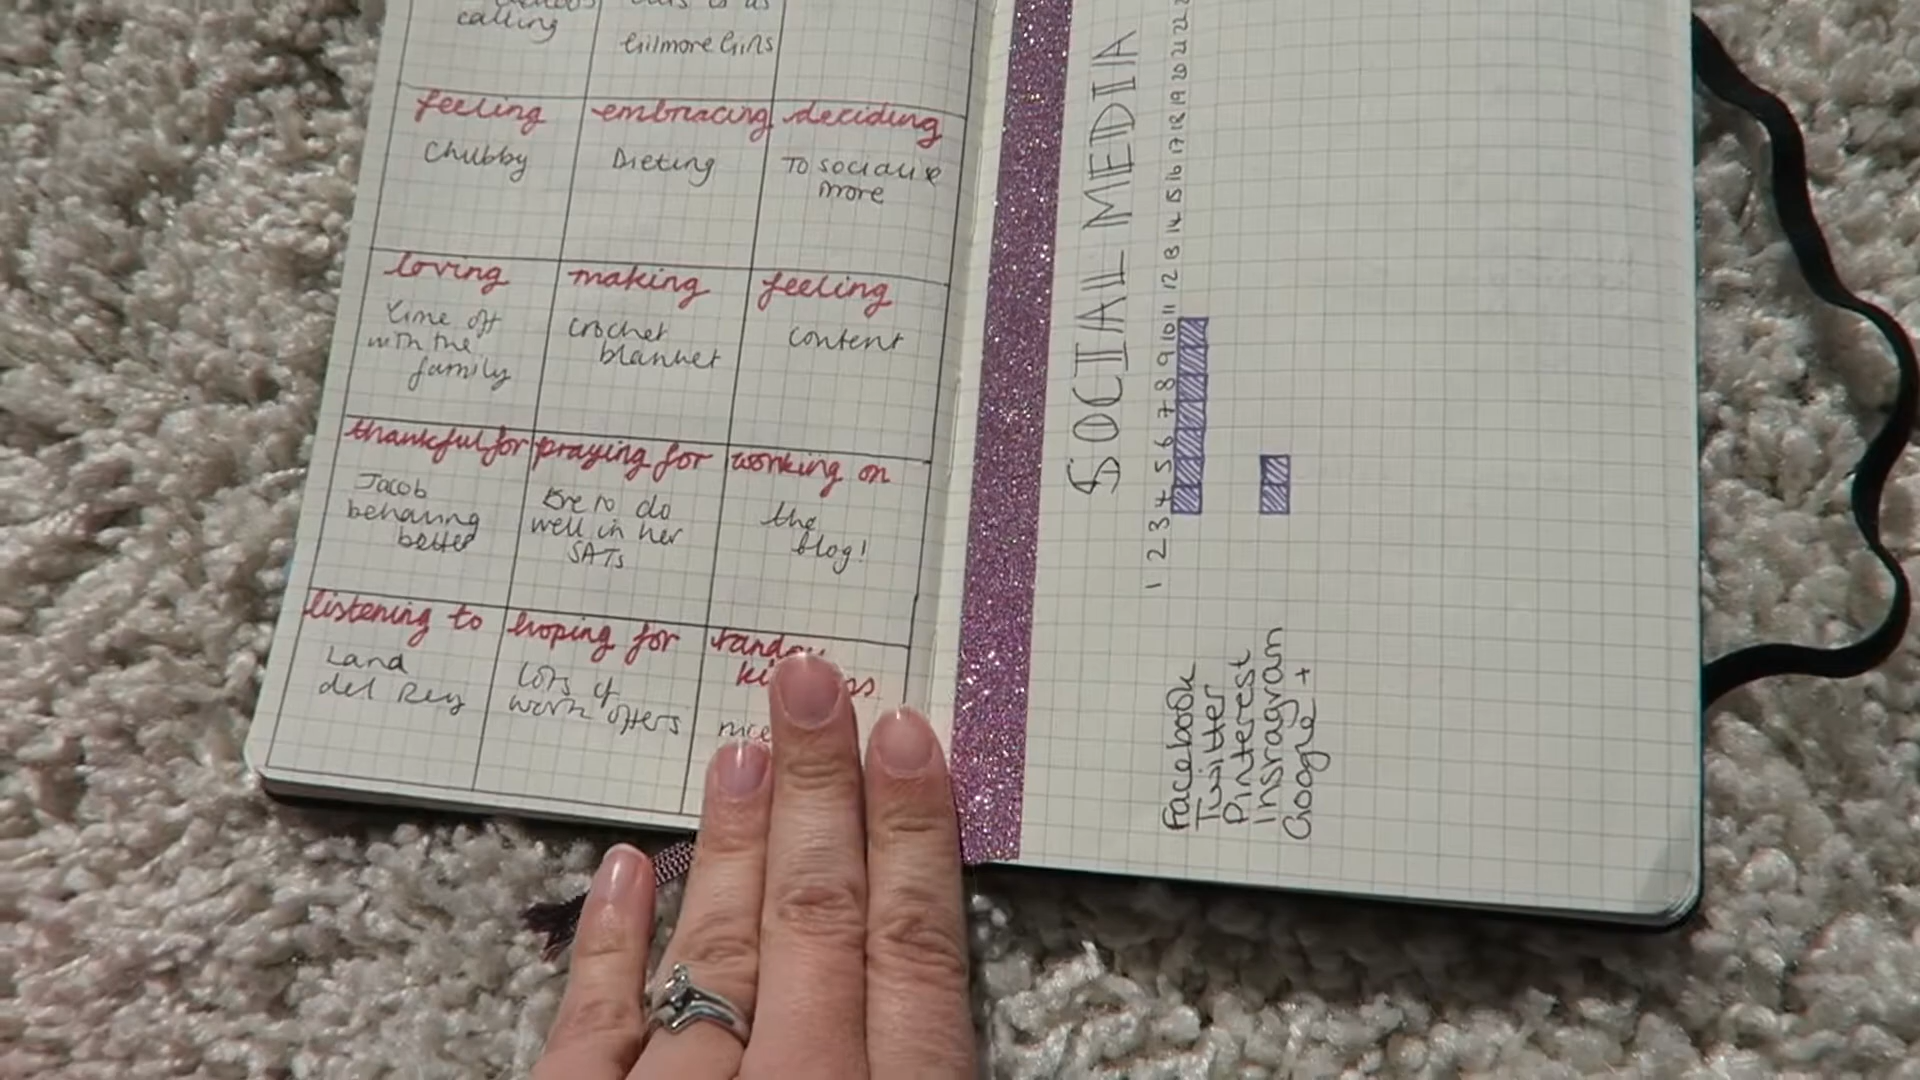 calling
Gilmore Girls
feeling
Chubby
embracing
Dieting
deciding
To socialise
more
loving
time off
with the
family
making
crochet
blanket
feeling
content
thankful for
Jacob
behaving
better
praying for
Bre to do
well in her
SATs
working on
the
blog!
listening to
Land
del Rey
hoping for
lots of
work offers
nice
SOCIAL MEDIA
1 2 3 4 5 6 7 8 9 10 11 12 13 14 15 16 17 18 19 20 21 22
Facebook
Twitter
Pinterest
Instagram
Google +